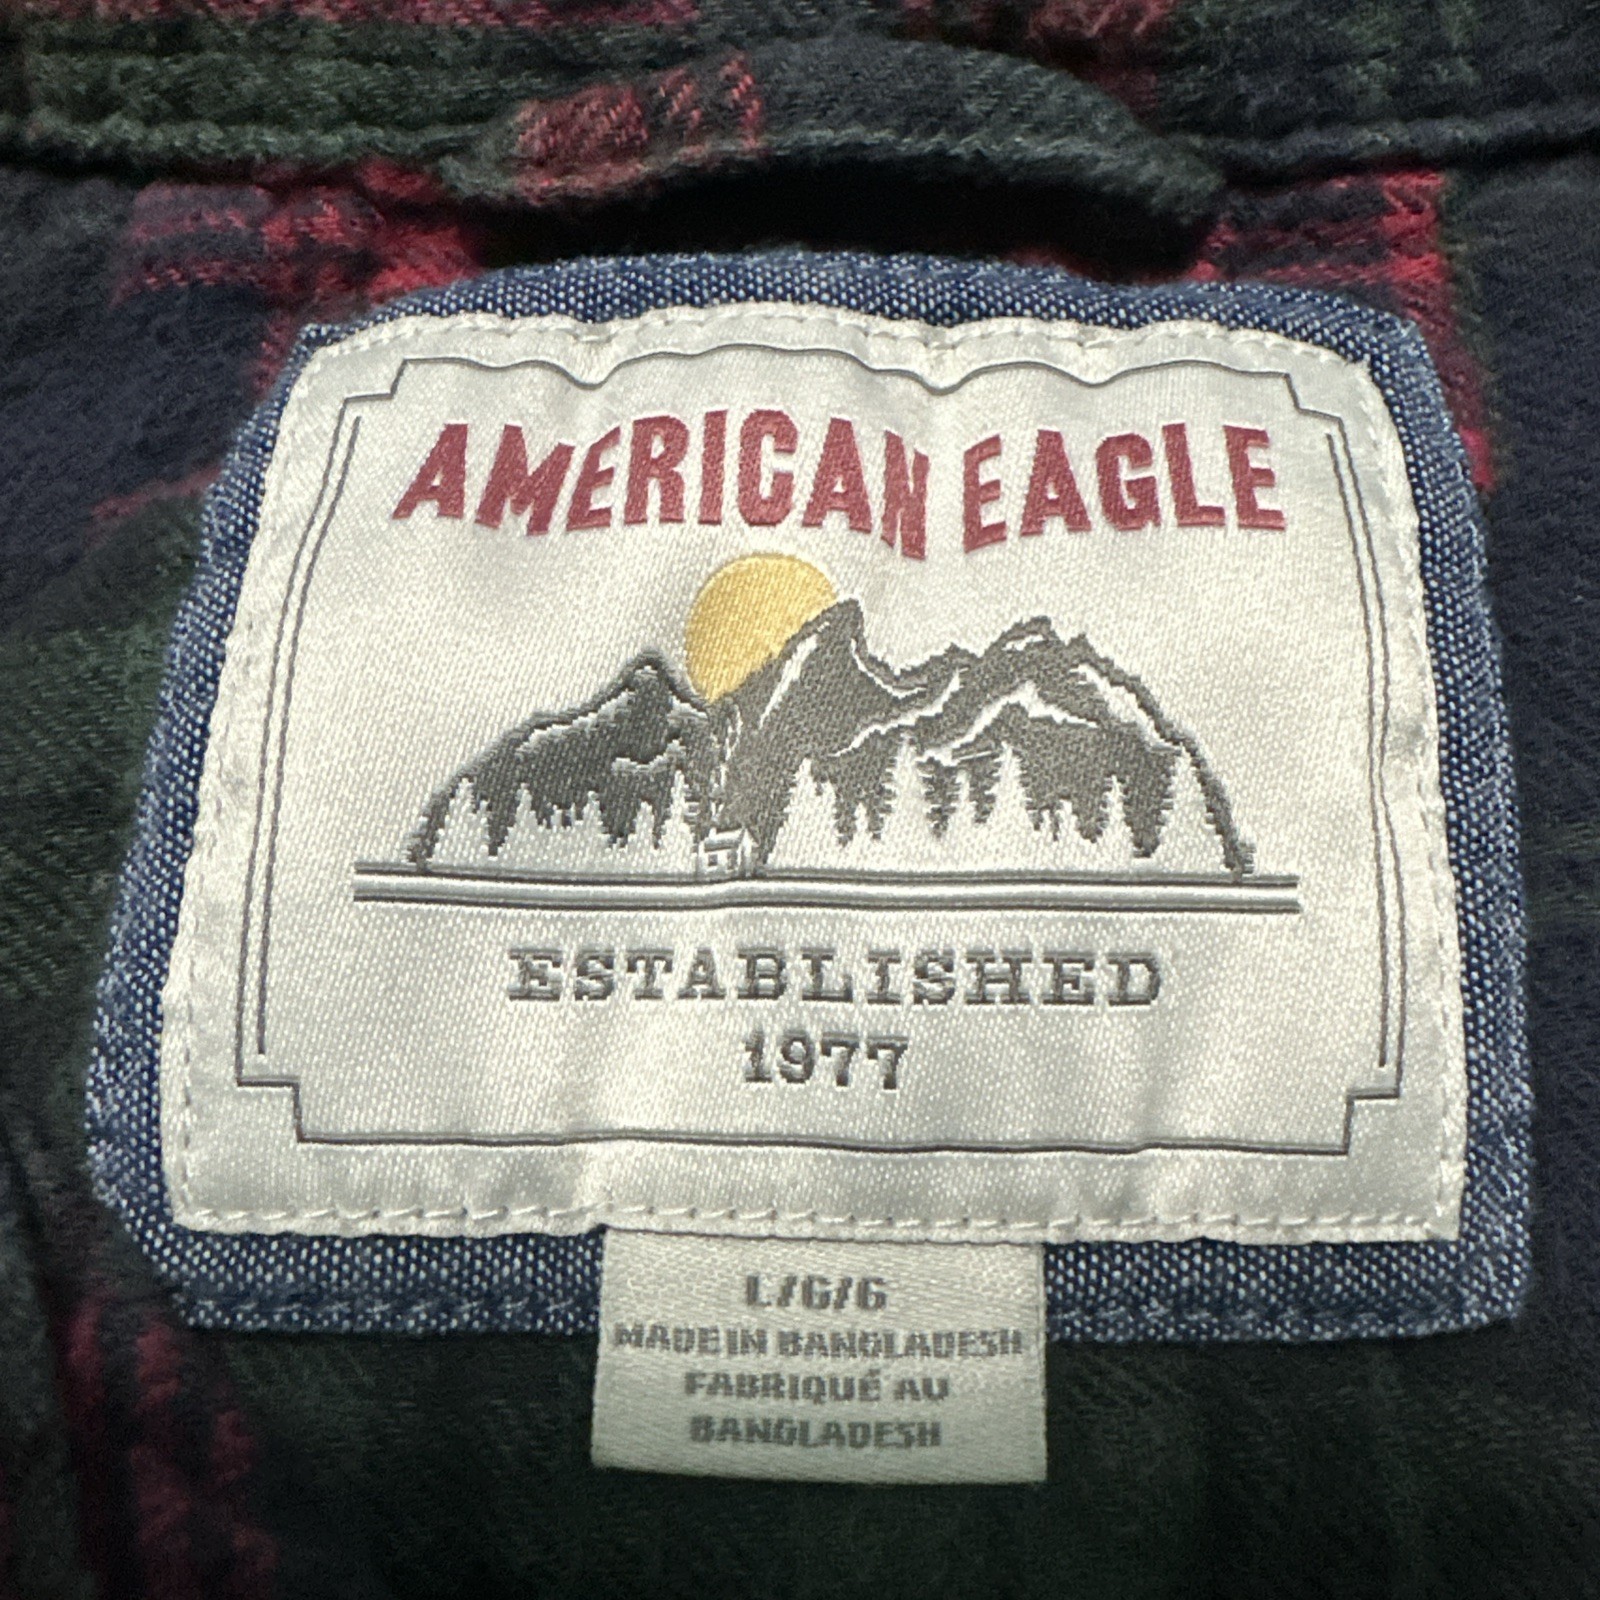 AMERICAN EAGLE
ESTABLISHED
1977
L/G/G
MADE IN BANGLADESH
FABRIQUÉ AU
BANGLADESH